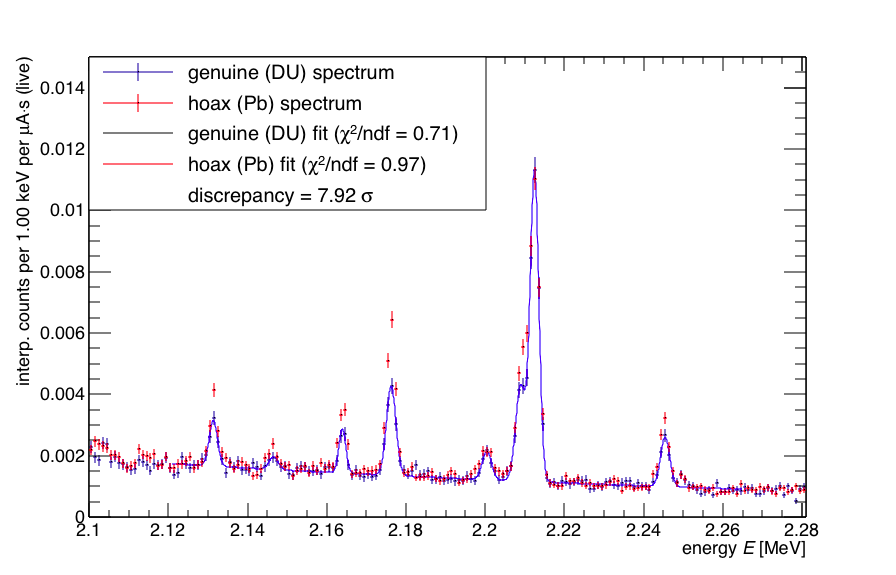 genuine (DU) spectrum
hoax (Pb) spectrum
genuine (DU) fit (χ²/ndf = 0.71)
hoax (Pb) fit (χ²/ndf = 0.97)
discrepancy = 7.92 σ
interp. counts per 1.00 keV per μA·s (live)
0.014
0.012
0.01
0.008
0.006
0.004
0.002
0
2.1 2.12 2.14 2.16 2.18 2.2 2.22 2.24 2.26 2.28
energy E [MeV]